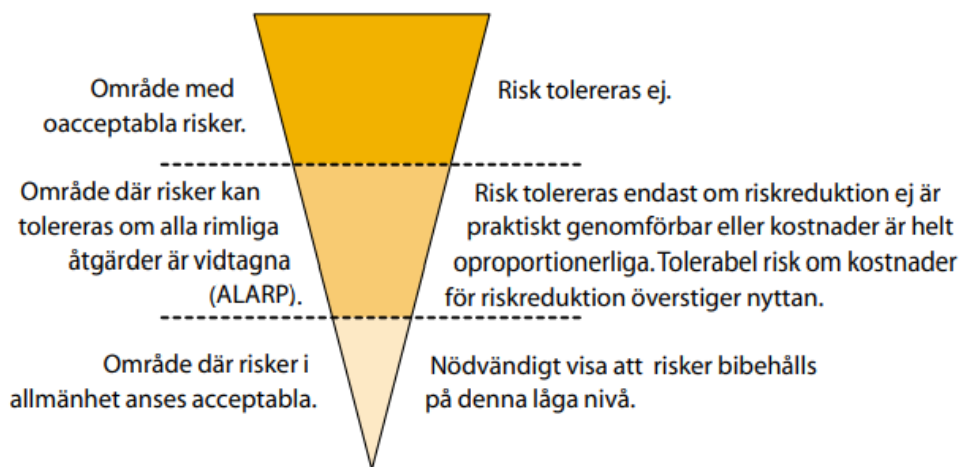 Område med
oacceptabla risker.
Risk tolereras ej.
Område där risker kan
tolereras om alla rimliga
åtgärder är vidtagna
(ALARP).
Risk tolereras endast om riskreduktion ej är
praktiskt genomförbar eller kostnader är helt
oproportionerliga. Tolerabel risk om kostnader
för riskreduktion överstiger nyttan.
Område där risker i
allmänhet anses acceptabla.
Nödvändigt visa att risker bibehålls
på denna låga nivå.